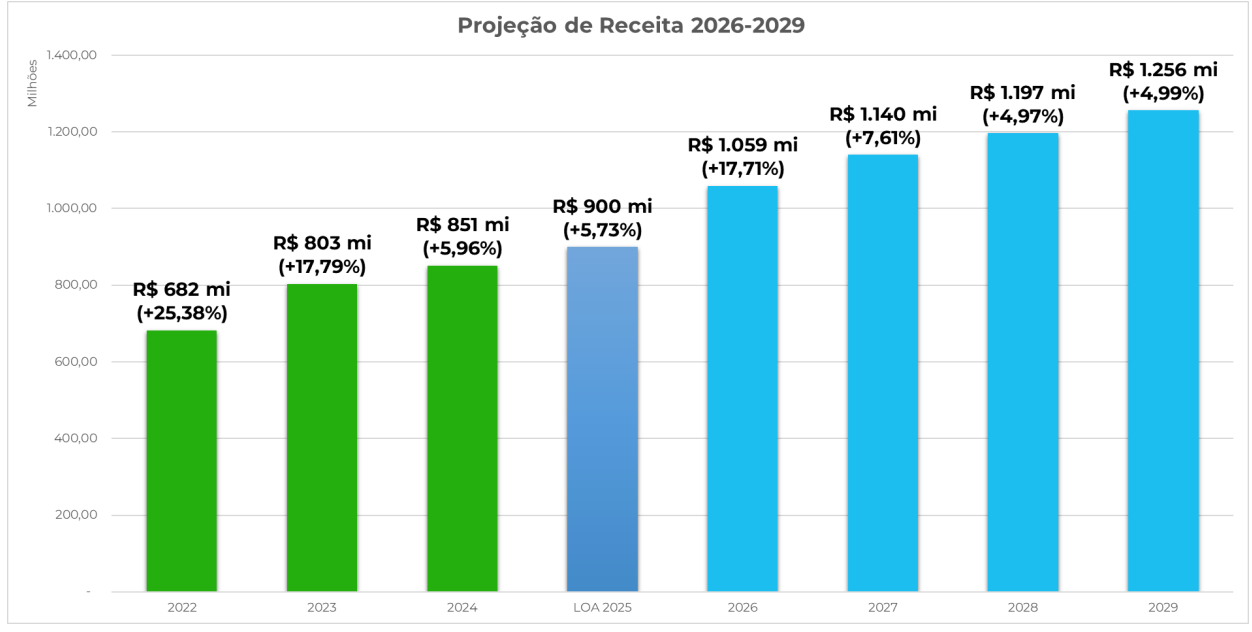 Projeção de Receita 2026-2029
Milhões
1.400,00
1.200,00
1.000,00
800,00
600,00
400,00
200,00
-
R$ 682 mi
(+25,38%)
R$ 803 mi
(+17,79%)
R$ 851 mi
(+5,96%)
R$ 900 mi
(+5,73%)
R$ 1.059 mi
(+17,71%)
R$ 1.140 mi
(+7,61%)
R$ 1.197 mi
(+4,97%)
R$ 1.256 mi
(+4,99%)
2022
2023
2024
LOA 2025
2026
2027
2028
2029